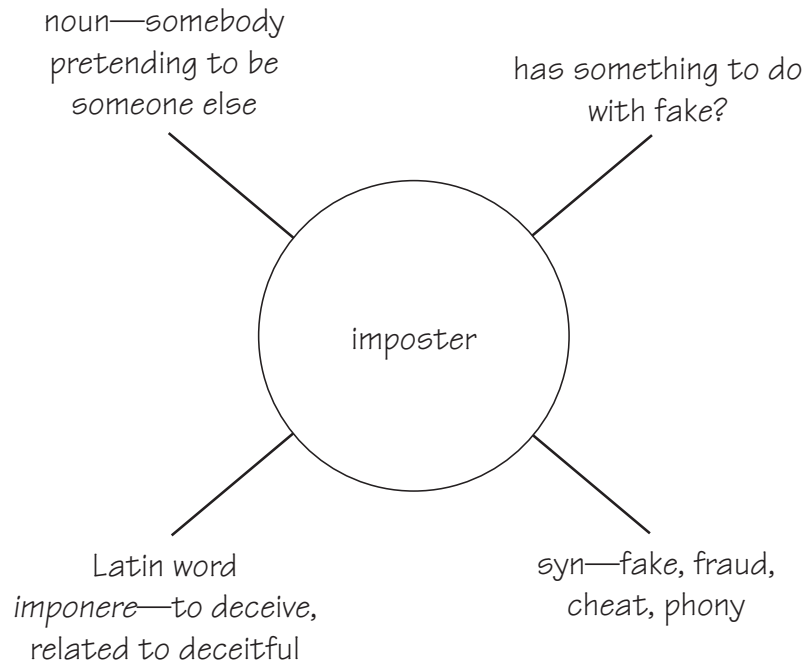 noun—somebody
pretending to be
someone else
has something to do
with fake?
imposter
Latin word
imponere—to deceive,
related to deceitful
syn—fake, fraud,
cheat, phony